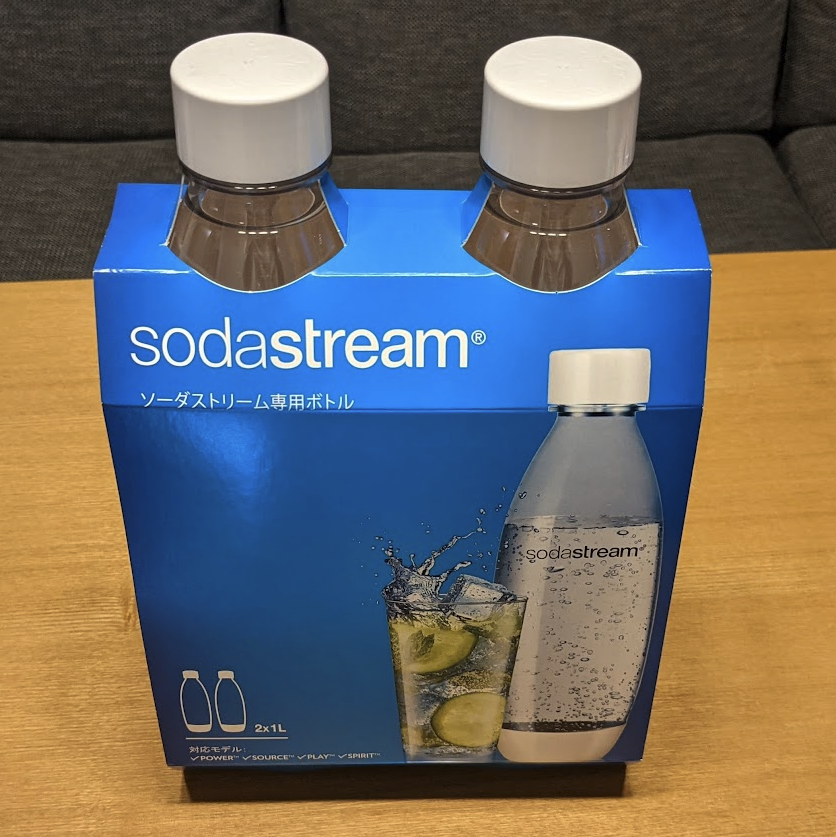 sodastream®
ソーダストリーム専用ボトル
sodastream®
2x1L
対応モデル:
✓POWER™ ✓SOURCE™ ✓PLAY™ ✓SPIRIT™